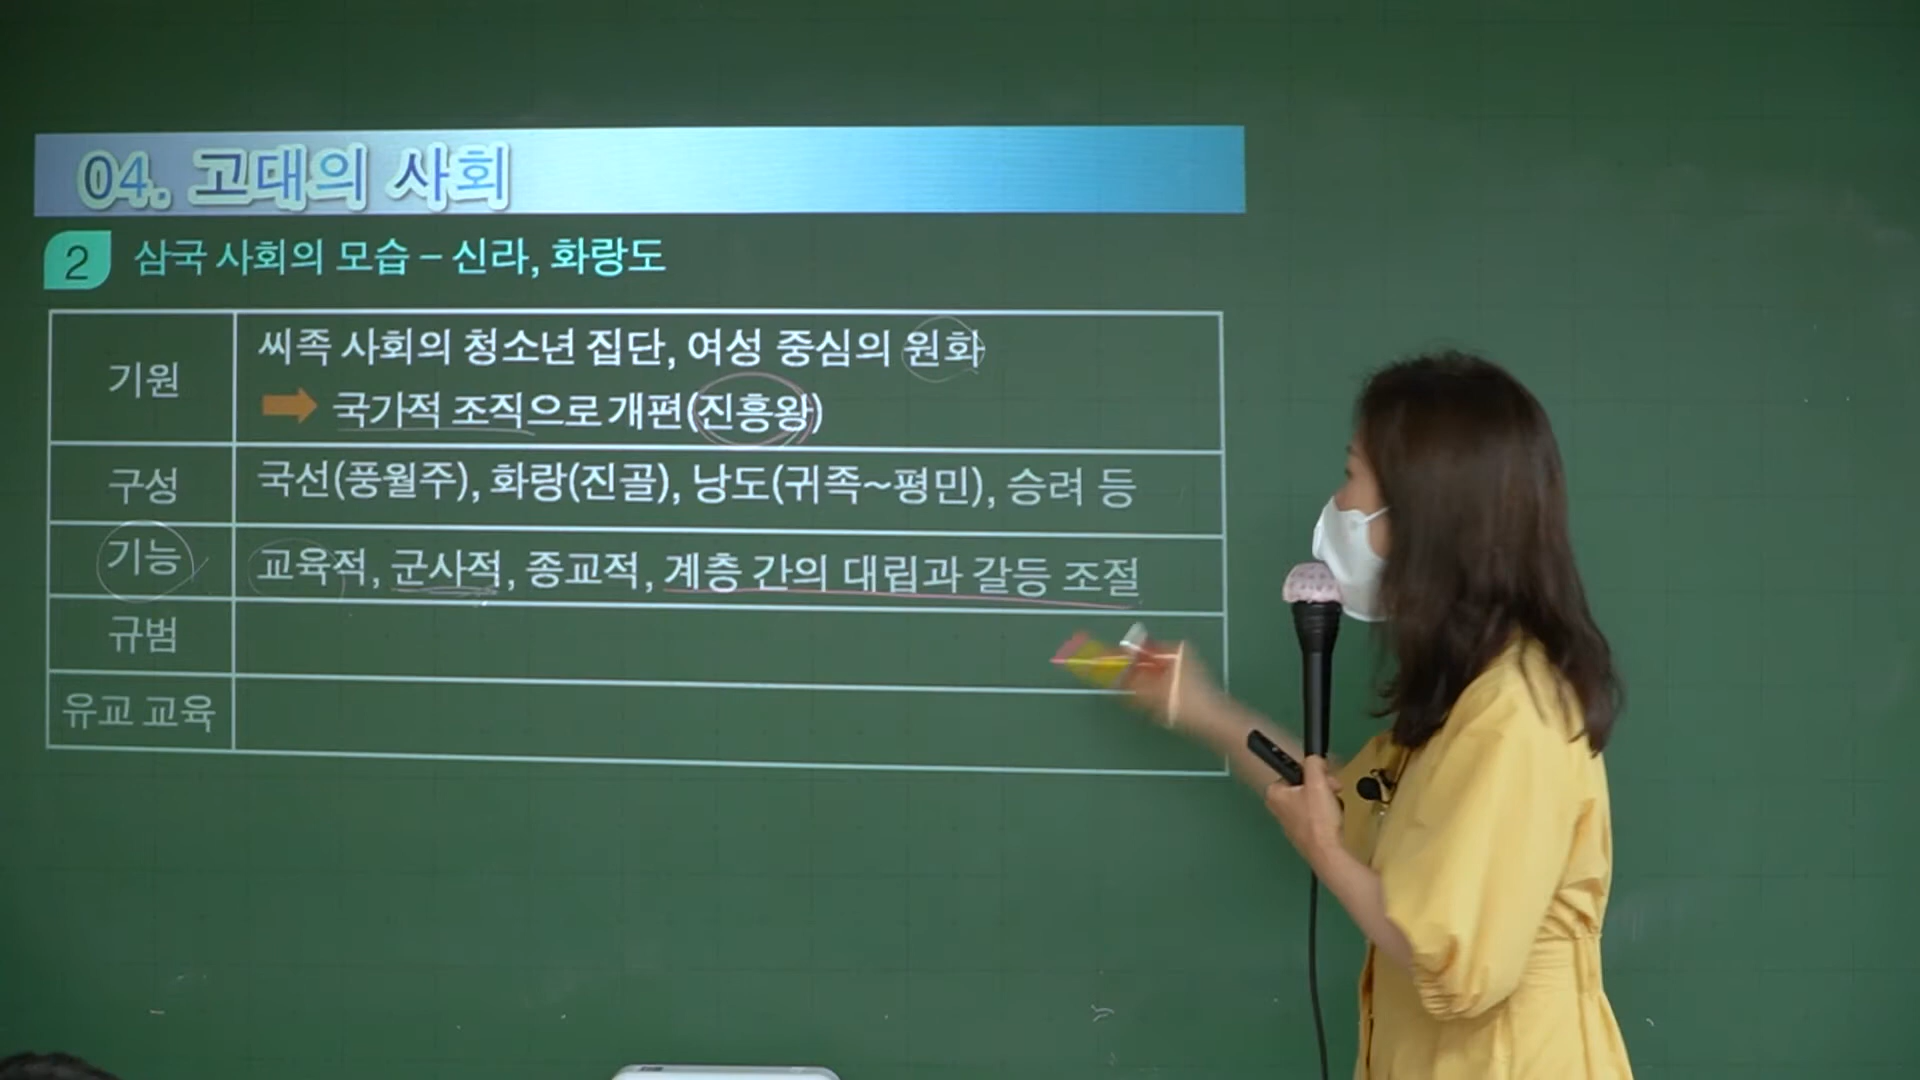 04. 고대의 사회
2 삼국 사회의 모습 – 신라, 화랑도
기원
씨족 사회의 청소년 집단, 여성 중심의 원화
국가적 조직으로 개편(진흥왕)
구성
국선(풍월주), 화랑(진골), 낭도(귀족~평민), 승려 등
기능
교육적, 군사적, 종교적, 계층 간의 대립과 갈등 조절
규범
유교 교육